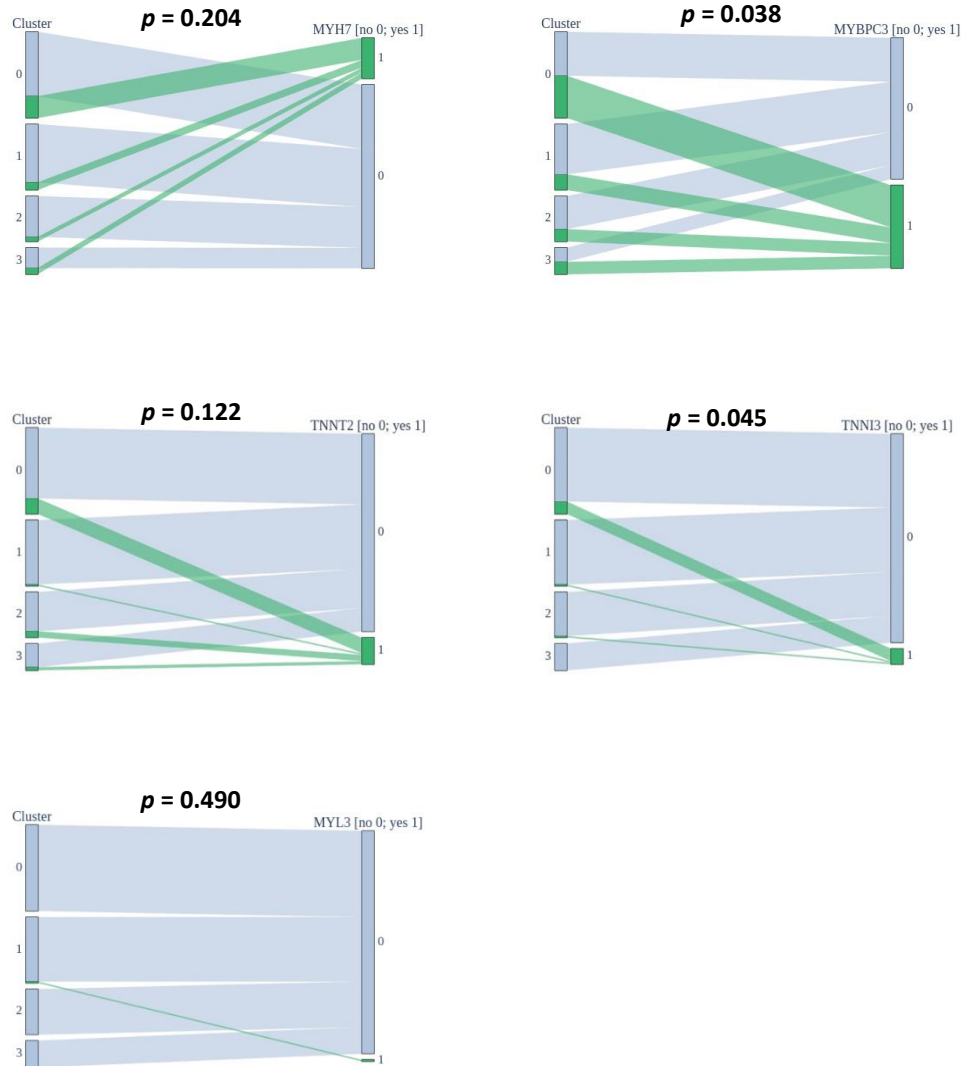 p = 0.204
Cluster
MYH7 [no 0; yes 1]
0
1
1
0
2
3
p = 0.038
Cluster
MYBPC3 [no 0; yes 1]
0
0
1
2
1
3
p = 0.122
Cluster
TNNT2 [no 0; yes 1]
0
0
1
2
1
3
p = 0.045
Cluster
TNNI3 [no 0; yes 1]
0
0
1
2
1
3
p = 0.490
Cluster
MYL3 [no 0; yes 1]
0
0
1
2
3
1